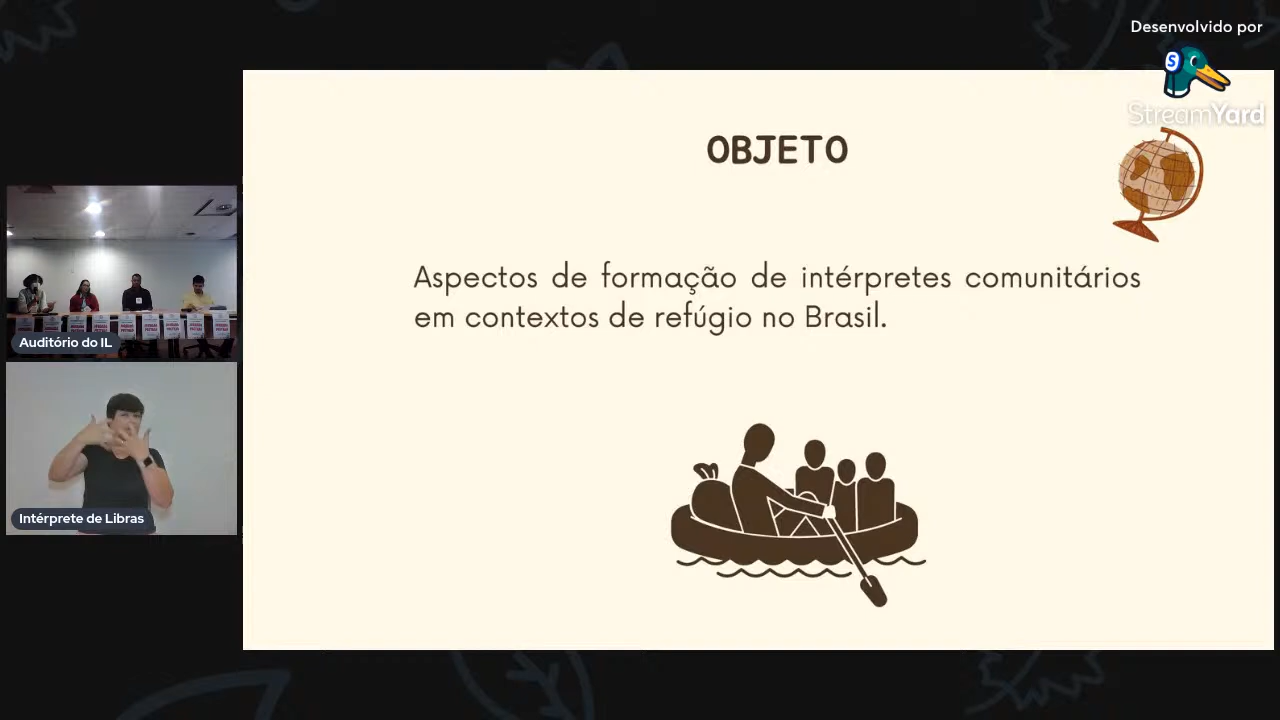 Desenvolvido por
StreamYard
OBJETO
Aspectos de formação de intérpretes comunitários
em contextos de refúgio no Brasil.
Auditório do IL
Intérprete de Libras